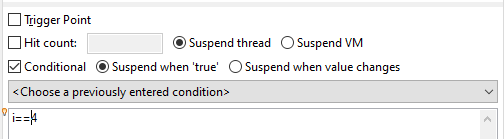 Trigger Point
Hit count: Suspend thread Suspend VM
Conditional Suspend when 'true' Suspend when value changes
<Choose a previously entered condition>
i==4